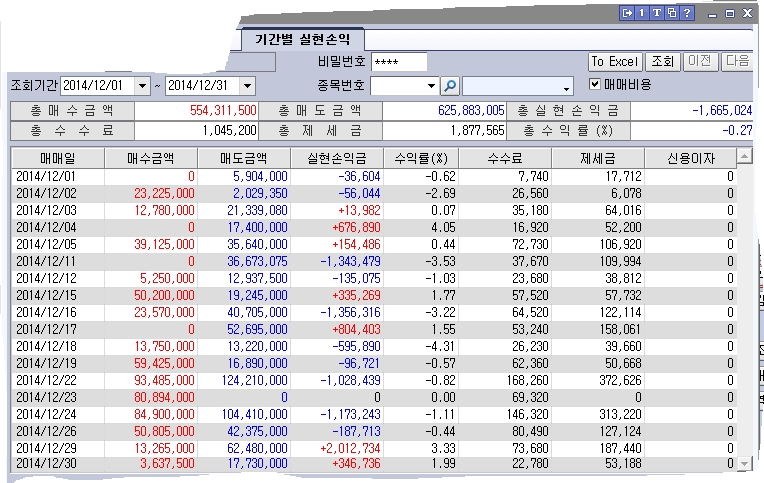 1 T ?
기간별 실현손익
비밀번호 **** To Excel 조회 이전 다음
조회기간 2014/12/01 ~ 2014/12/31 종목번호 매매비용
총 매 수 금 액 554,311,500 총 매 도 금 액 625,883,005 총 실 현 손 익 금 -1,665,024
총 수 수 료 1,045,200 총 제 세 금 1,877,565 총 수 익 률 (%) -0.27
매매일 매수금액 매도금액 실현손익금 수익률(%) 수수료 제세금 신용이자
2014/12/01 0 5,904,000 -36,604 -0.62 7,740 17,712 0
2014/12/02 23,225,000 2,029,350 -56,044 -2.69 26,560 6,078 0
2014/12/03 12,780,000 21,339,080 +13,982 0.07 35,180 64,016 0
2014/12/04 0 17,400,000 +676,890 4.05 16,920 52,200 0
2014/12/05 39,125,000 35,640,000 +154,486 0.44 72,730 106,920 0
2014/12/11 0 36,673,075 -1,343,479 -3.53 37,670 109,994 0
2014/12/12 5,250,000 12,937,500 -135,075 -1.03 23,680 38,812 0
2014/12/15 50,200,000 19,245,000 +335,269 1.77 57,520 57,732 0
2014/12/16 23,570,000 40,705,000 -1,356,316 -3.22 64,520 122,114 0
2014/12/17 0 52,695,000 +804,403 1.55 53,240 158,061 0
2014/12/18 13,750,000 13,220,000 -595,890 -4.31 26,230 39,660 0
2014/12/19 59,425,000 16,890,000 -96,721 -0.57 62,360 50,668 0
2014/12/22 93,485,000 124,210,000 -1,028,439 -0.82 168,260 372,626 0
2014/12/23 80,894,000 0 0 0.00 69,320 0 0
2014/12/24 84,900,000 104,410,000 -1,173,243 -1.11 146,320 313,220 0
2014/12/26 50,805,000 42,375,000 -187,713 -0.44 80,490 127,124 0
2014/12/29 13,265,000 62,480,000 +2,012,734 3.33 73,680 187,440 0
2014/12/30 3,637,500 17,730,000 +346,736 1.99 22,780 53,188 0